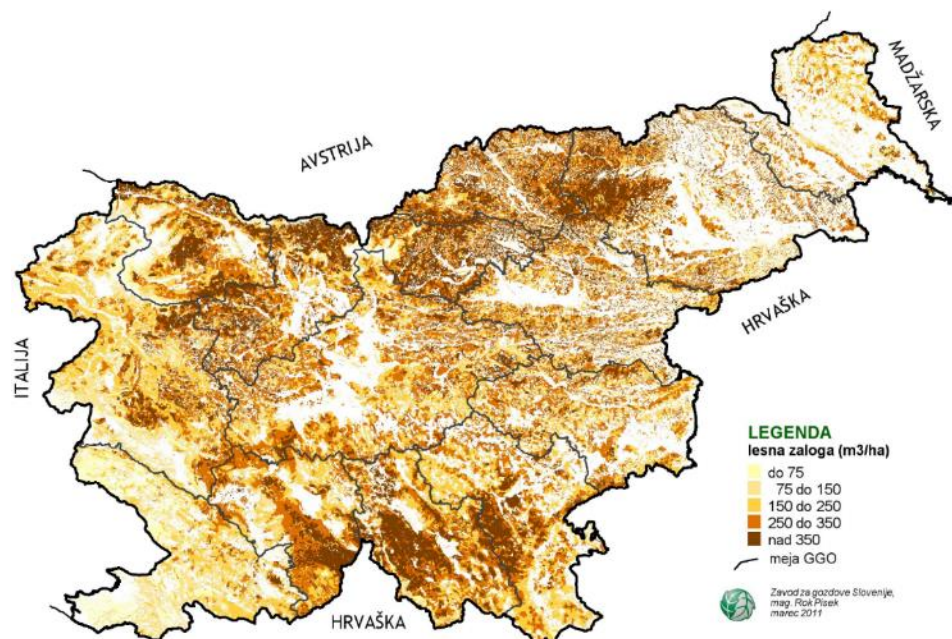 MADŽARSKA
AVSTRIJA
HRVAŠKA
ITALIJA
HRVAŠKA
LEGENDA
lesna zaloga (m3/ha)
do 75
75 do 150
150 do 250
250 do 350
nad 350
meja GGO
Zavod za gozdove Slovenije,
mag. Rok Pisek
marec 2011